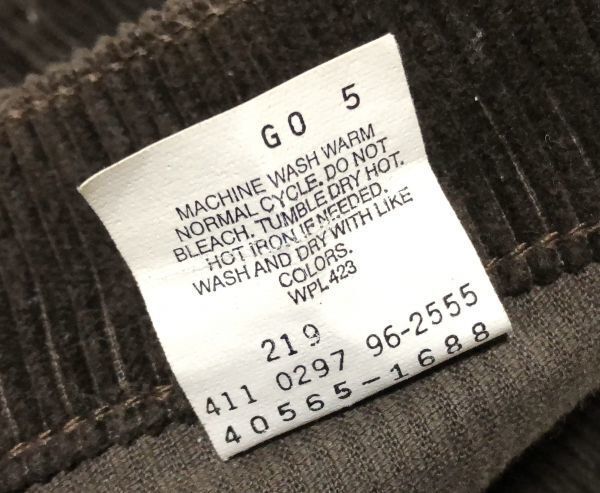 GO 5
MACHINE WASH WARM
NORMAL CYCLE. DO NOT
BLEACH. TUMBLE DRY HOT.
HOT IRON IF NEEDED.
WASH AND DRY WITH LIKE
COLORS.
WPL 423
219
411 0297 96-2555
40565-1688